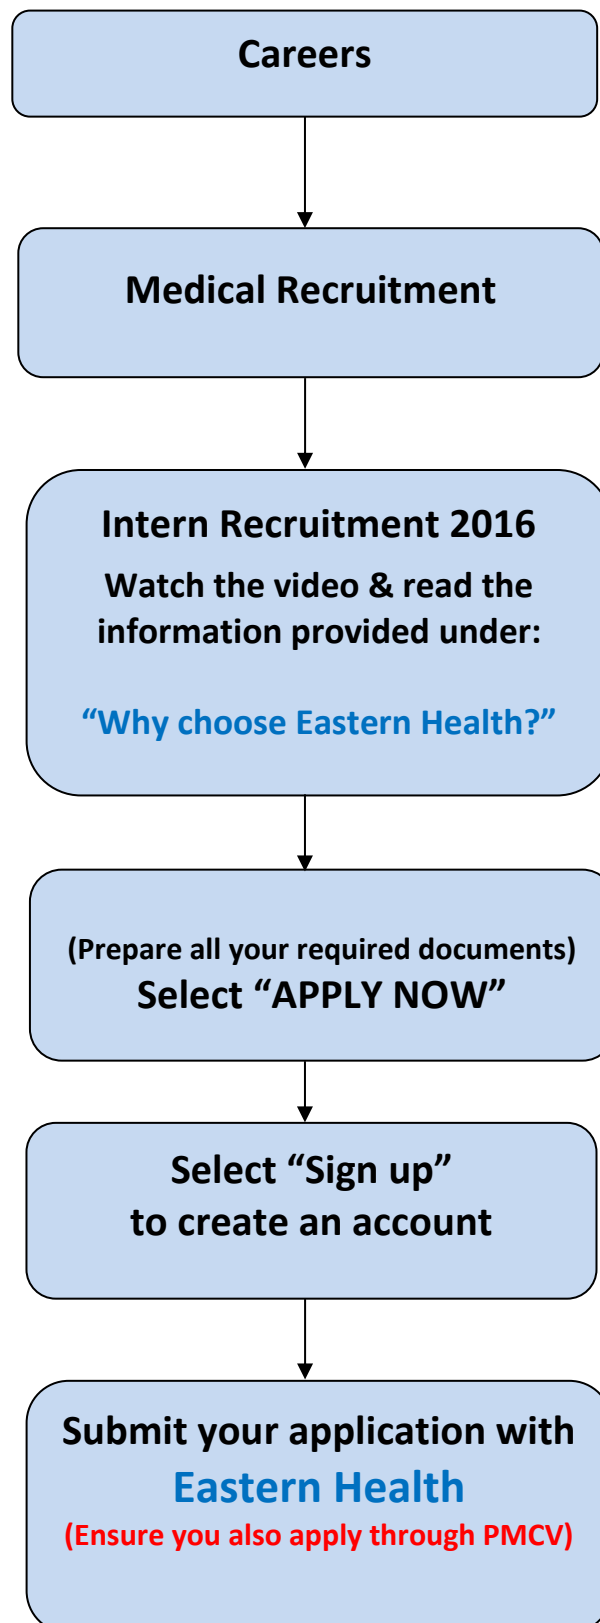 Careers
Medical Recruitment
Intern Recruitment 2016
Watch the video & read the
information provided under:
“Why choose Eastern Health?”
(Prepare all your required documents)
Select “APPLY NOW”
Select “Sign up”
to create an account
Submit your application with
Eastern Health
(Ensure you also apply through PMCV)